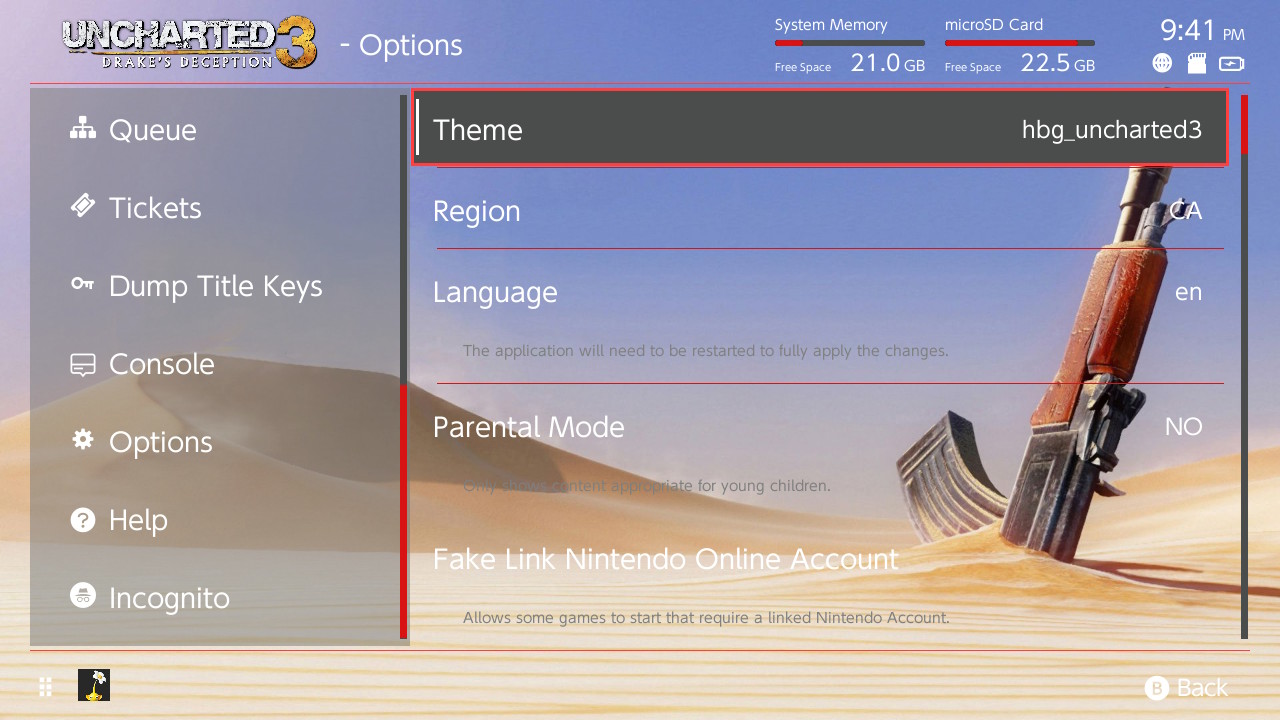 UNCHARTED 3
DRAKE'S DECEPTION
- Options
System Memory
Free Space 21.0 GB
microSD Card
Free Space 22.5 GB
9:41 PM
Queue
Tickets
Dump Title Keys
Console
Options
Help
Incognito
Theme hbg_uncharted3
Region CA
Language en
The application will need to be restarted to fully apply the changes.
Parental Mode NO
Only shows content appropriate for young children.
Fake Link Nintendo Online Account
Allows some games to start that require a linked Nintendo Account.
B Back